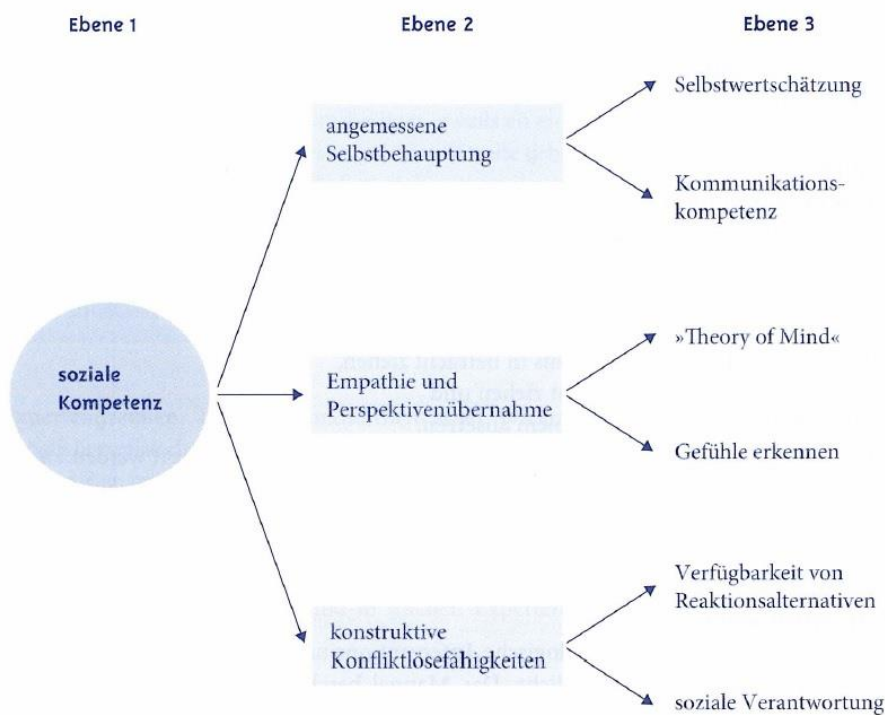 Ebene 1
Ebene 2
Ebene 3
soziale
Kompetenz
angemessene
Selbstbehauptung
Selbstwertschätzung
Kommunikations-
kompetenz
Empathie und
Perspektivenübernahme
»Theory of Mind«
Gefühle erkennen
konstruktive
Konfliktlösefähigkeiten
Verfügbarkeit von
Reaktionsalternativen
soziale Verantwortung